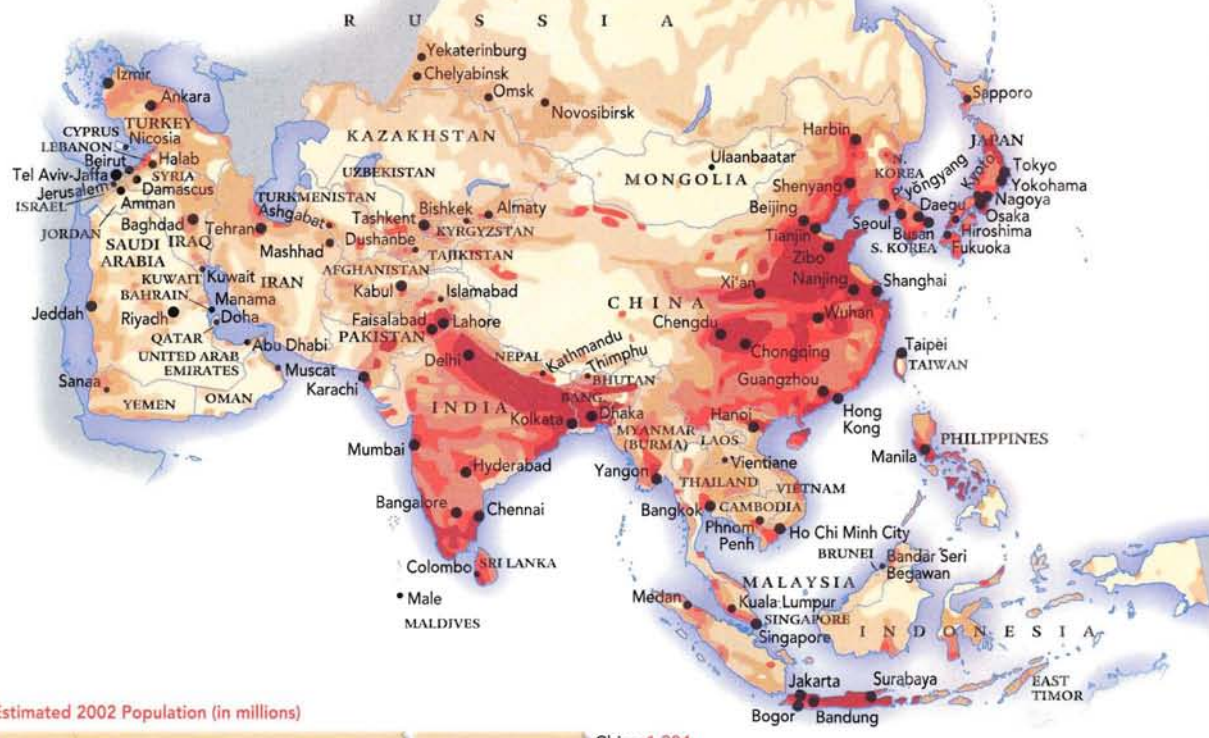 R U S S I A
Yekaterinburg
Chelyabinsk
Omsk
Novosibirsk
Izmir
Ankara
TURKEY
CYPRUS
Nicosia
LEBANON
Beirut
Halab
Tel Aviv-Jaffa
SYRIA
Jerusalem
Damascus
ISRAEL
Amman
JORDAN
Baghdad
SAUDI
ARABIA
IRAQ
Tehran
KUWAIT
Kuwait
IRAN
BAHRAIN
Manama
Jeddah
Riyadh
Doha
QATAR
Abu Dhabi
UNITED ARAB
EMIRATES
Muscat
Sanaa
YEMEN
OMAN
KAZAKHSTAN
UZBEKISTAN
TURKMENISTAN
Ashgabat
Tashkent
Bishkek
Almaty
KYRGYZSTAN
Mashhad
Dushanbe
TAJIKISTAN
AFGHANISTAN
Kabul
Islamabad
Faisalabad
Lahore
PAKISTAN
Karachi
Delhi
NEPAL
Kathmandu
Thimphu
BHUTAN
BANG.
INDIA
Kolkata
Dhaka
Mumbai
Hyderabad
Bangalore
Chennai
Colombo
SRI LANKA
Male
MALDIVES
Ulaanbaatar
MONGOLIA
Harbin
Shenyang
Beijing
Tianjin
Zibo
Xi'an
Nanjing
Shanghai
CHINA
Chengdu
Wuhan
Chongqing
Guangzhou
Hong
Kong
Taipei
TAIWAN
Sapporo
JAPAN
N.
KOREA
P'yŏngyang
Kyoto
Tokyo
Yokohama
Nagoya
Osaka
Seoul
Daegu
Busan
Hiroshima
S. KOREA
Fukuoka
Hanoi
MYANMAR
(BURMA)
LAOS
Yangon
Vientiane
THAILAND
VIETNAM
Bangkok
CAMBODIA
Phnom
Penh
Ho Chi Minh City
PHILIPPINES
Manila
BRUNEI
Bandar Seri
Begawan
MALAYSIA
Medan
Kuala Lumpur
SINGAPORE
Singapore
INDONESIA
Jakarta
Surabaya
Bogor
Bandung
EAST
TIMOR
Estimated 2002 Population (in millions)